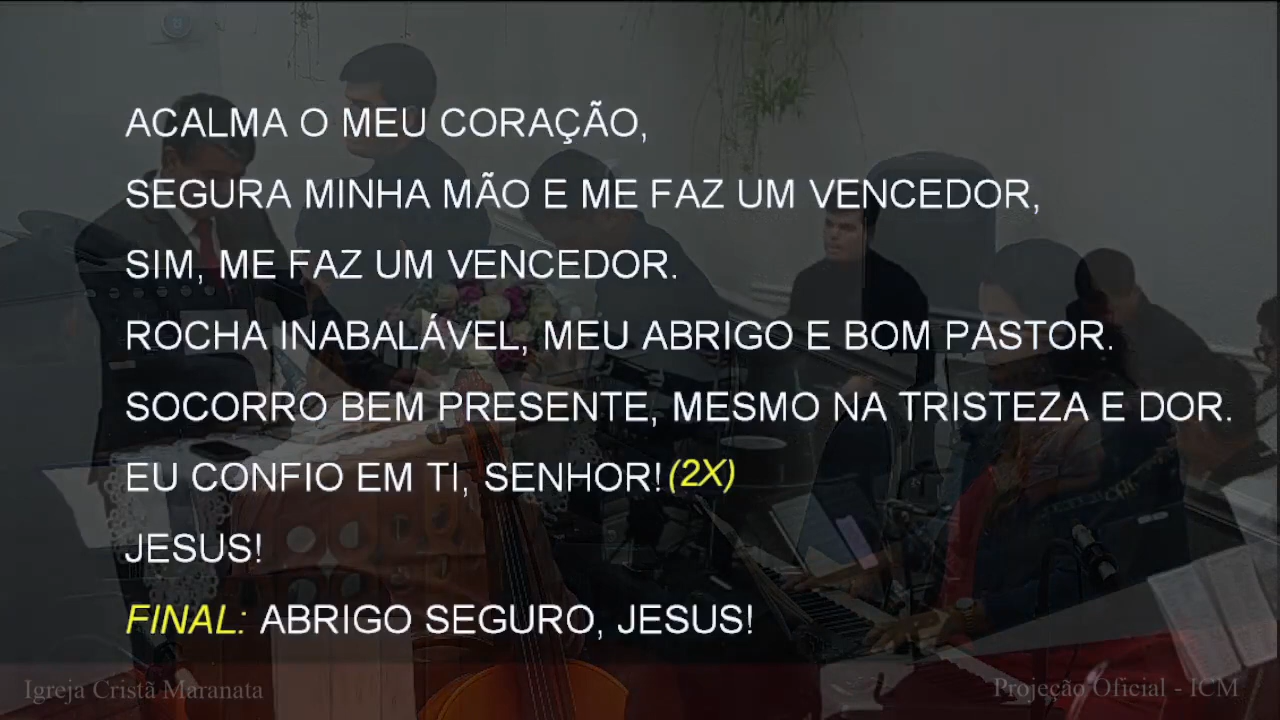 ACALMA O MEU CORAÇÃO,
SEGURA MINHA MÃO E ME FAZ UM VENCEDOR,
SIM, ME FAZ UM VENCEDOR.
ROCHA INABALÁVEL, MEU ABRIGO E BOM PASTOR.
SOCORRO BEM PRESENTE, MESMO NA TRISTEZA E DOR.
EU CONFIO EM TI, SENHOR! (2X)
JESUS!
FINAL: ABRIGO SEGURO, JESUS!
Igreja Cristã Maranata
Projeção Oficial - ICM